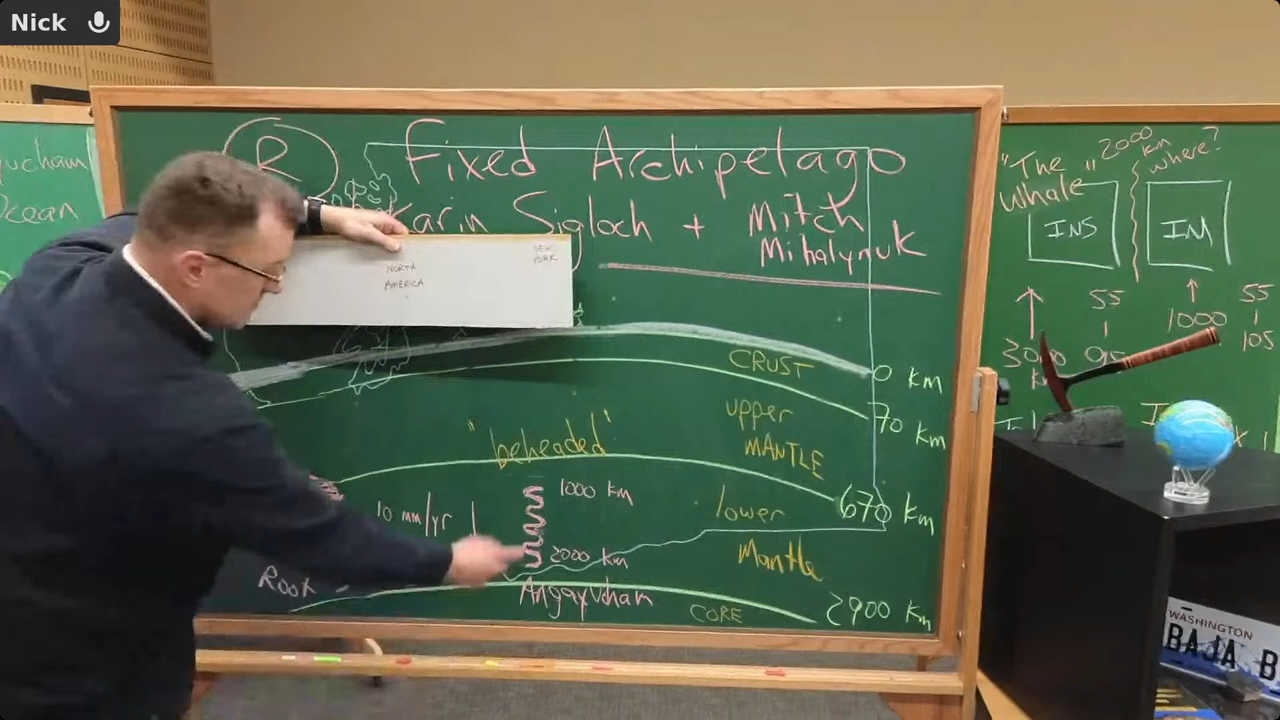 Nick
R
Fixed Archipelago
Karin Sigloch + Mitch
Mihalynuk
NORTH
AMERICA
NEW
YORK
CRUST
0 km
70 km
upper
MANTLE
"beheaded"
1000 km
670 km
10 mm/yr
lower
Mantle
2000 km
Root
Angayucham
CORE
2900 km
ucham
Ocean
"The
Whale"
2000
km
where?
INS
IM
55
1000
55
105
WASHINGTON
BAJA B